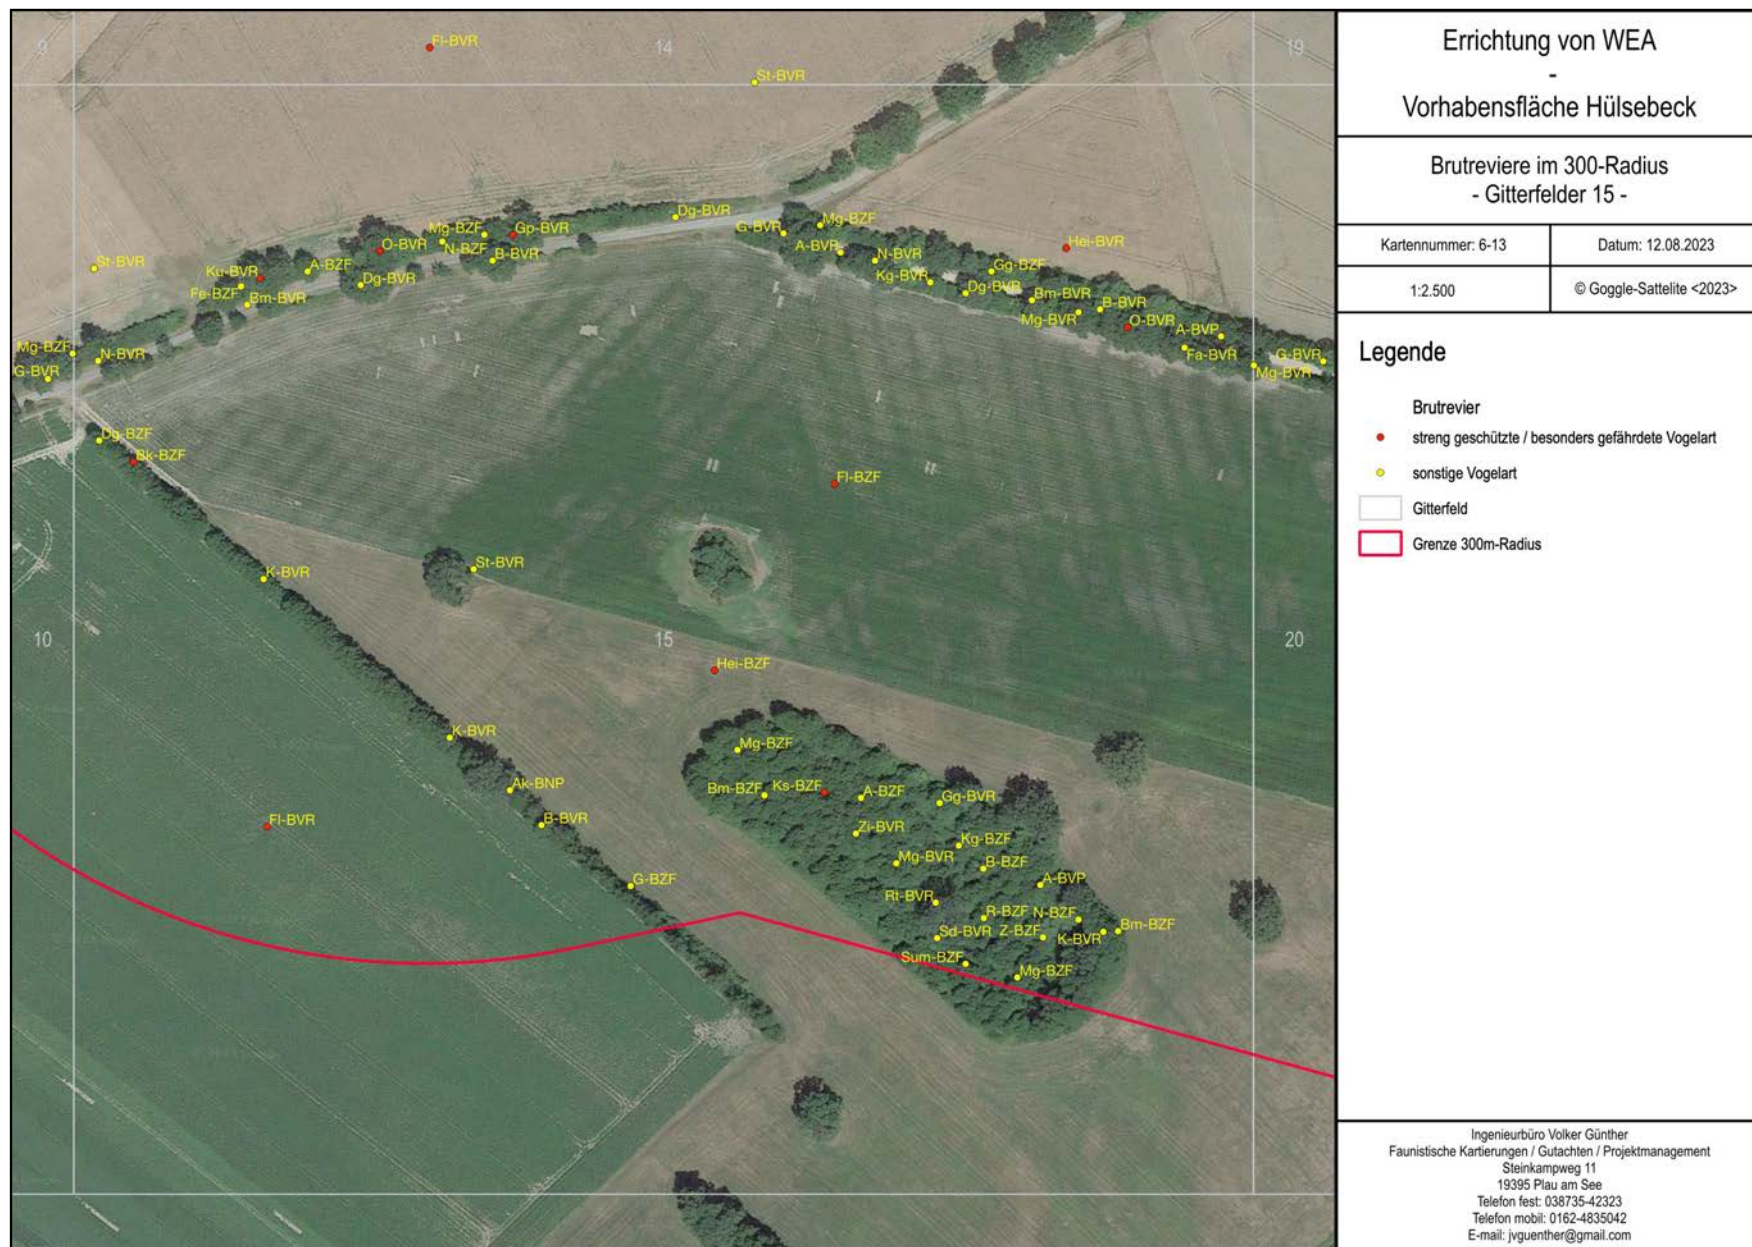 9
Fl-BVR
14
19
St-BVR
Dg-BVR
Mg-BZF
Gp-BVR
G-BVR
Mg-BZF
O-BVR
N-BZF
B-BVR
A-BVR
N-BVR
Hei-BVR
St-BVR
Ku-BVR
A-BZF
Kg-BVR
Gg-BZF
Fe-BZF
Dg-BVR
Dg-BVR
Bm-BVR
Bm-BVR
B-BVR
Mg-BVR
O-BVR
A-BVP
Mg-BZF
N-BVR
Fa-BVR
G-BVR
G-BVR
Mg-BVR
Dg-BZF
Bk-BZF
Fl-BZF
K-BVR
St-BVR
10
15
20
Hei-BZF
K-BVR
Mg-BZF
Ak-BNP
Bm-BZF
Ks-BZF
A-BZF
Gg-BVR
Fl-BVR
B-BVR
Zi-BVR
Kg-BZF
Mg-BVR
B-BZF
G-BZF
A-BVP
Rt-BVR
R-BZF
N-BZF
Bm-BZF
Sd-BVR
Z-BZF
K-BVR
Sum-BZF
Mg-BZF
Errichtung von WEA
-
Vorhabensfläche Hülsebeck
Brutreviere im 300-Radius
- Gitterfelder 15 -
Kartennummer: 6-13
Datum: 12.08.2023
1:2.500
© Goggle-Sattelite <2023>
Legende
Brutrevier
streng geschützte / besonders gefährdete Vogelart
sonstige Vogelart
Gitterfeld
Grenze 300m-Radius
Ingenieurbüro Volker Günther
Faunistische Kartierungen / Gutachten / Projektmanagement
Steinkampweg 11
19395 Plau am See
Telefon fest: 038735-42323
Telefon mobil: 0162-4835042
E-mail: jvguenther@gmail.com